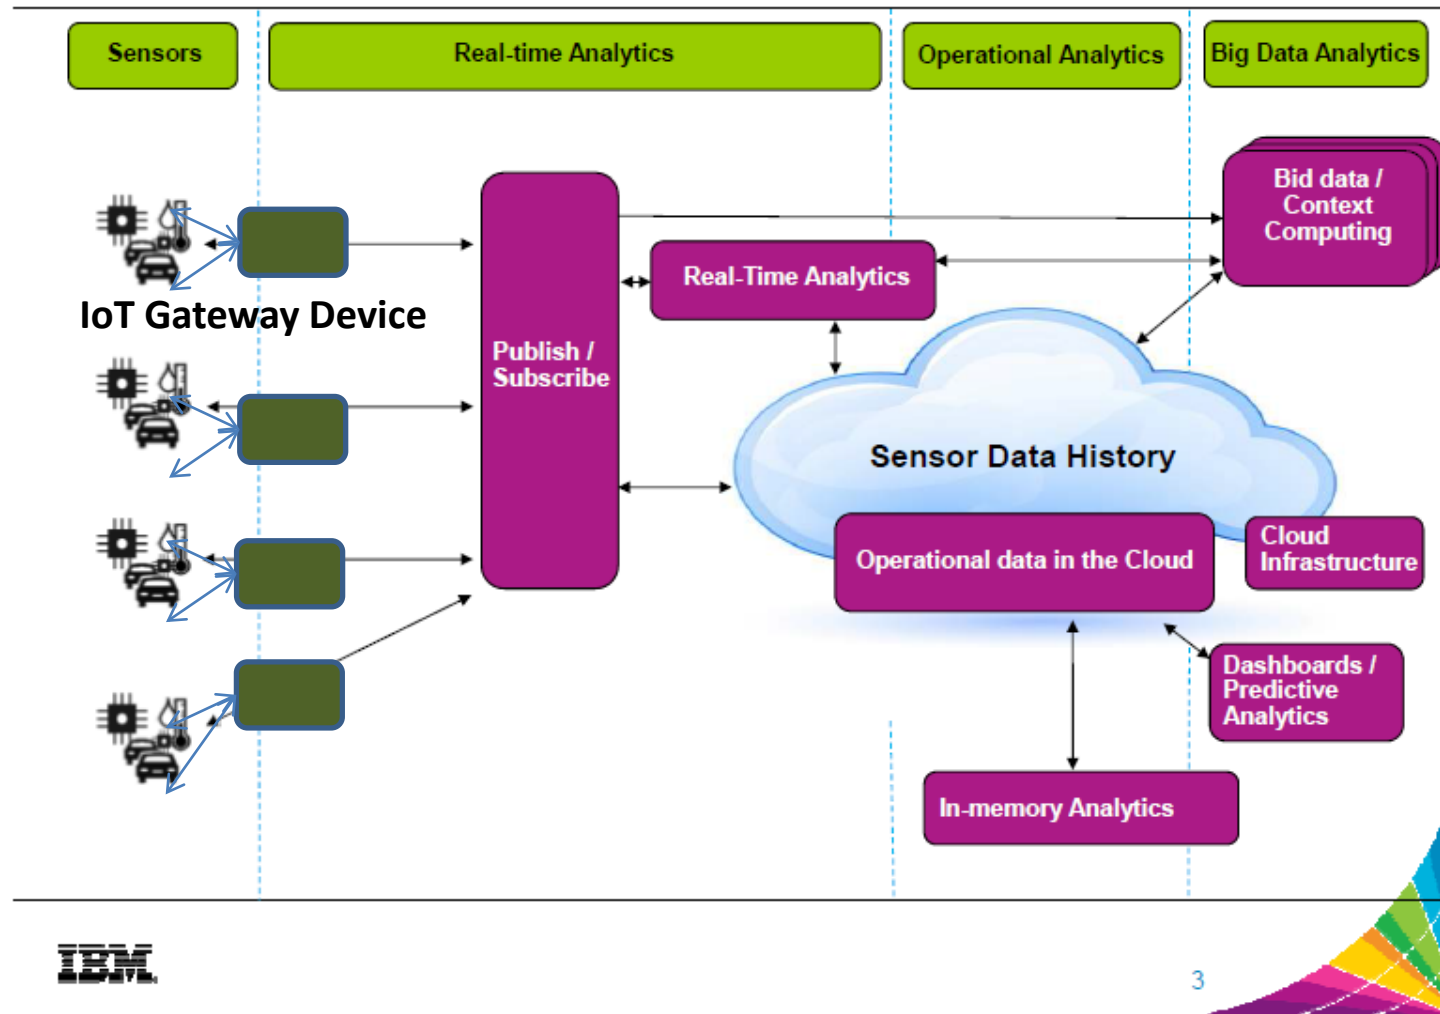 Sensors
Real-time Analytics
Operational Analytics
Big Data Analytics
Bid data /
Context
Computing
Real-Time Analytics
IoT Gateway Device
Publish /
Subscribe
Sensor Data History
Operational data in the Cloud
Cloud
Infrastructure
Dashboards /
Predictive
Analytics
In-memory Analytics
IBM
3